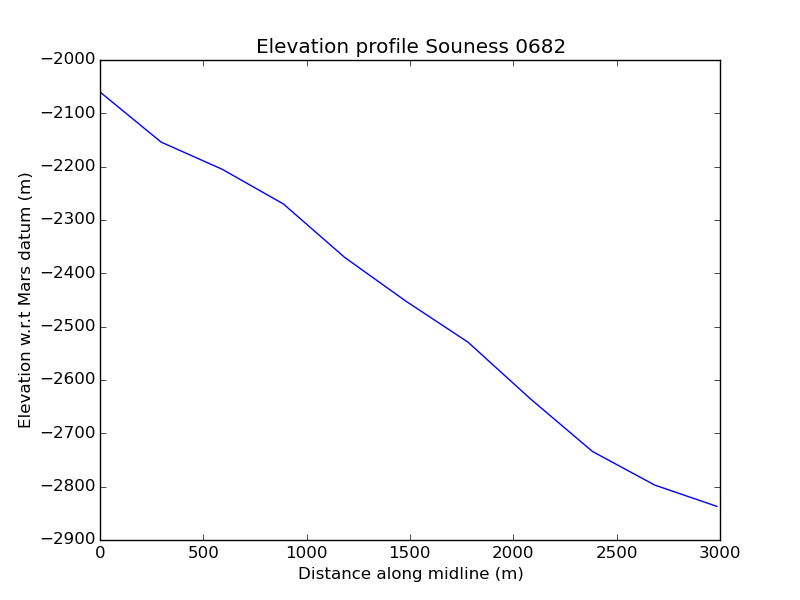 Elevation profile Souness 0682
Elevation w.r.t Mars datum (m)
−2000
−2100
−2200
−2300
−2400
−2500
−2600
−2700
−2800
−2900
0 500 1000 1500 2000 2500 3000
Distance along midline (m)